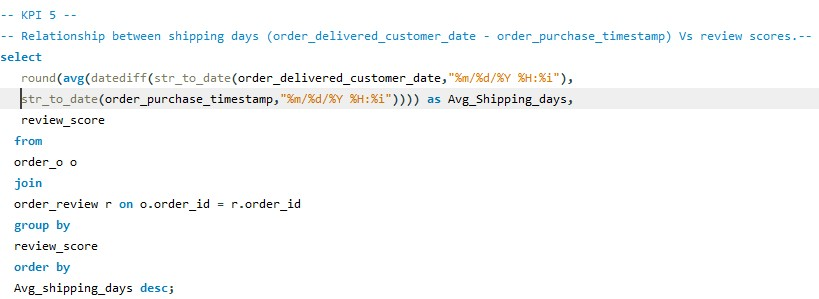 -- KPI 5 --
-- Relationship between shipping days (order_delivered_customer_date - order_purchase_timestamp) Vs review scores.--
select
round(avg(datediff(str_to_date(order_delivered_customer_date,"%m/%d/%Y %H:%i"),
str_to_date(order_purchase_timestamp,"%m/%d/%Y %H:%i")))) as Avg_Shipping_days,
review_score
from
order_o o
join
order_review r on o.order_id = r.order_id
group by
review_score
order by
Avg_shipping_days desc;